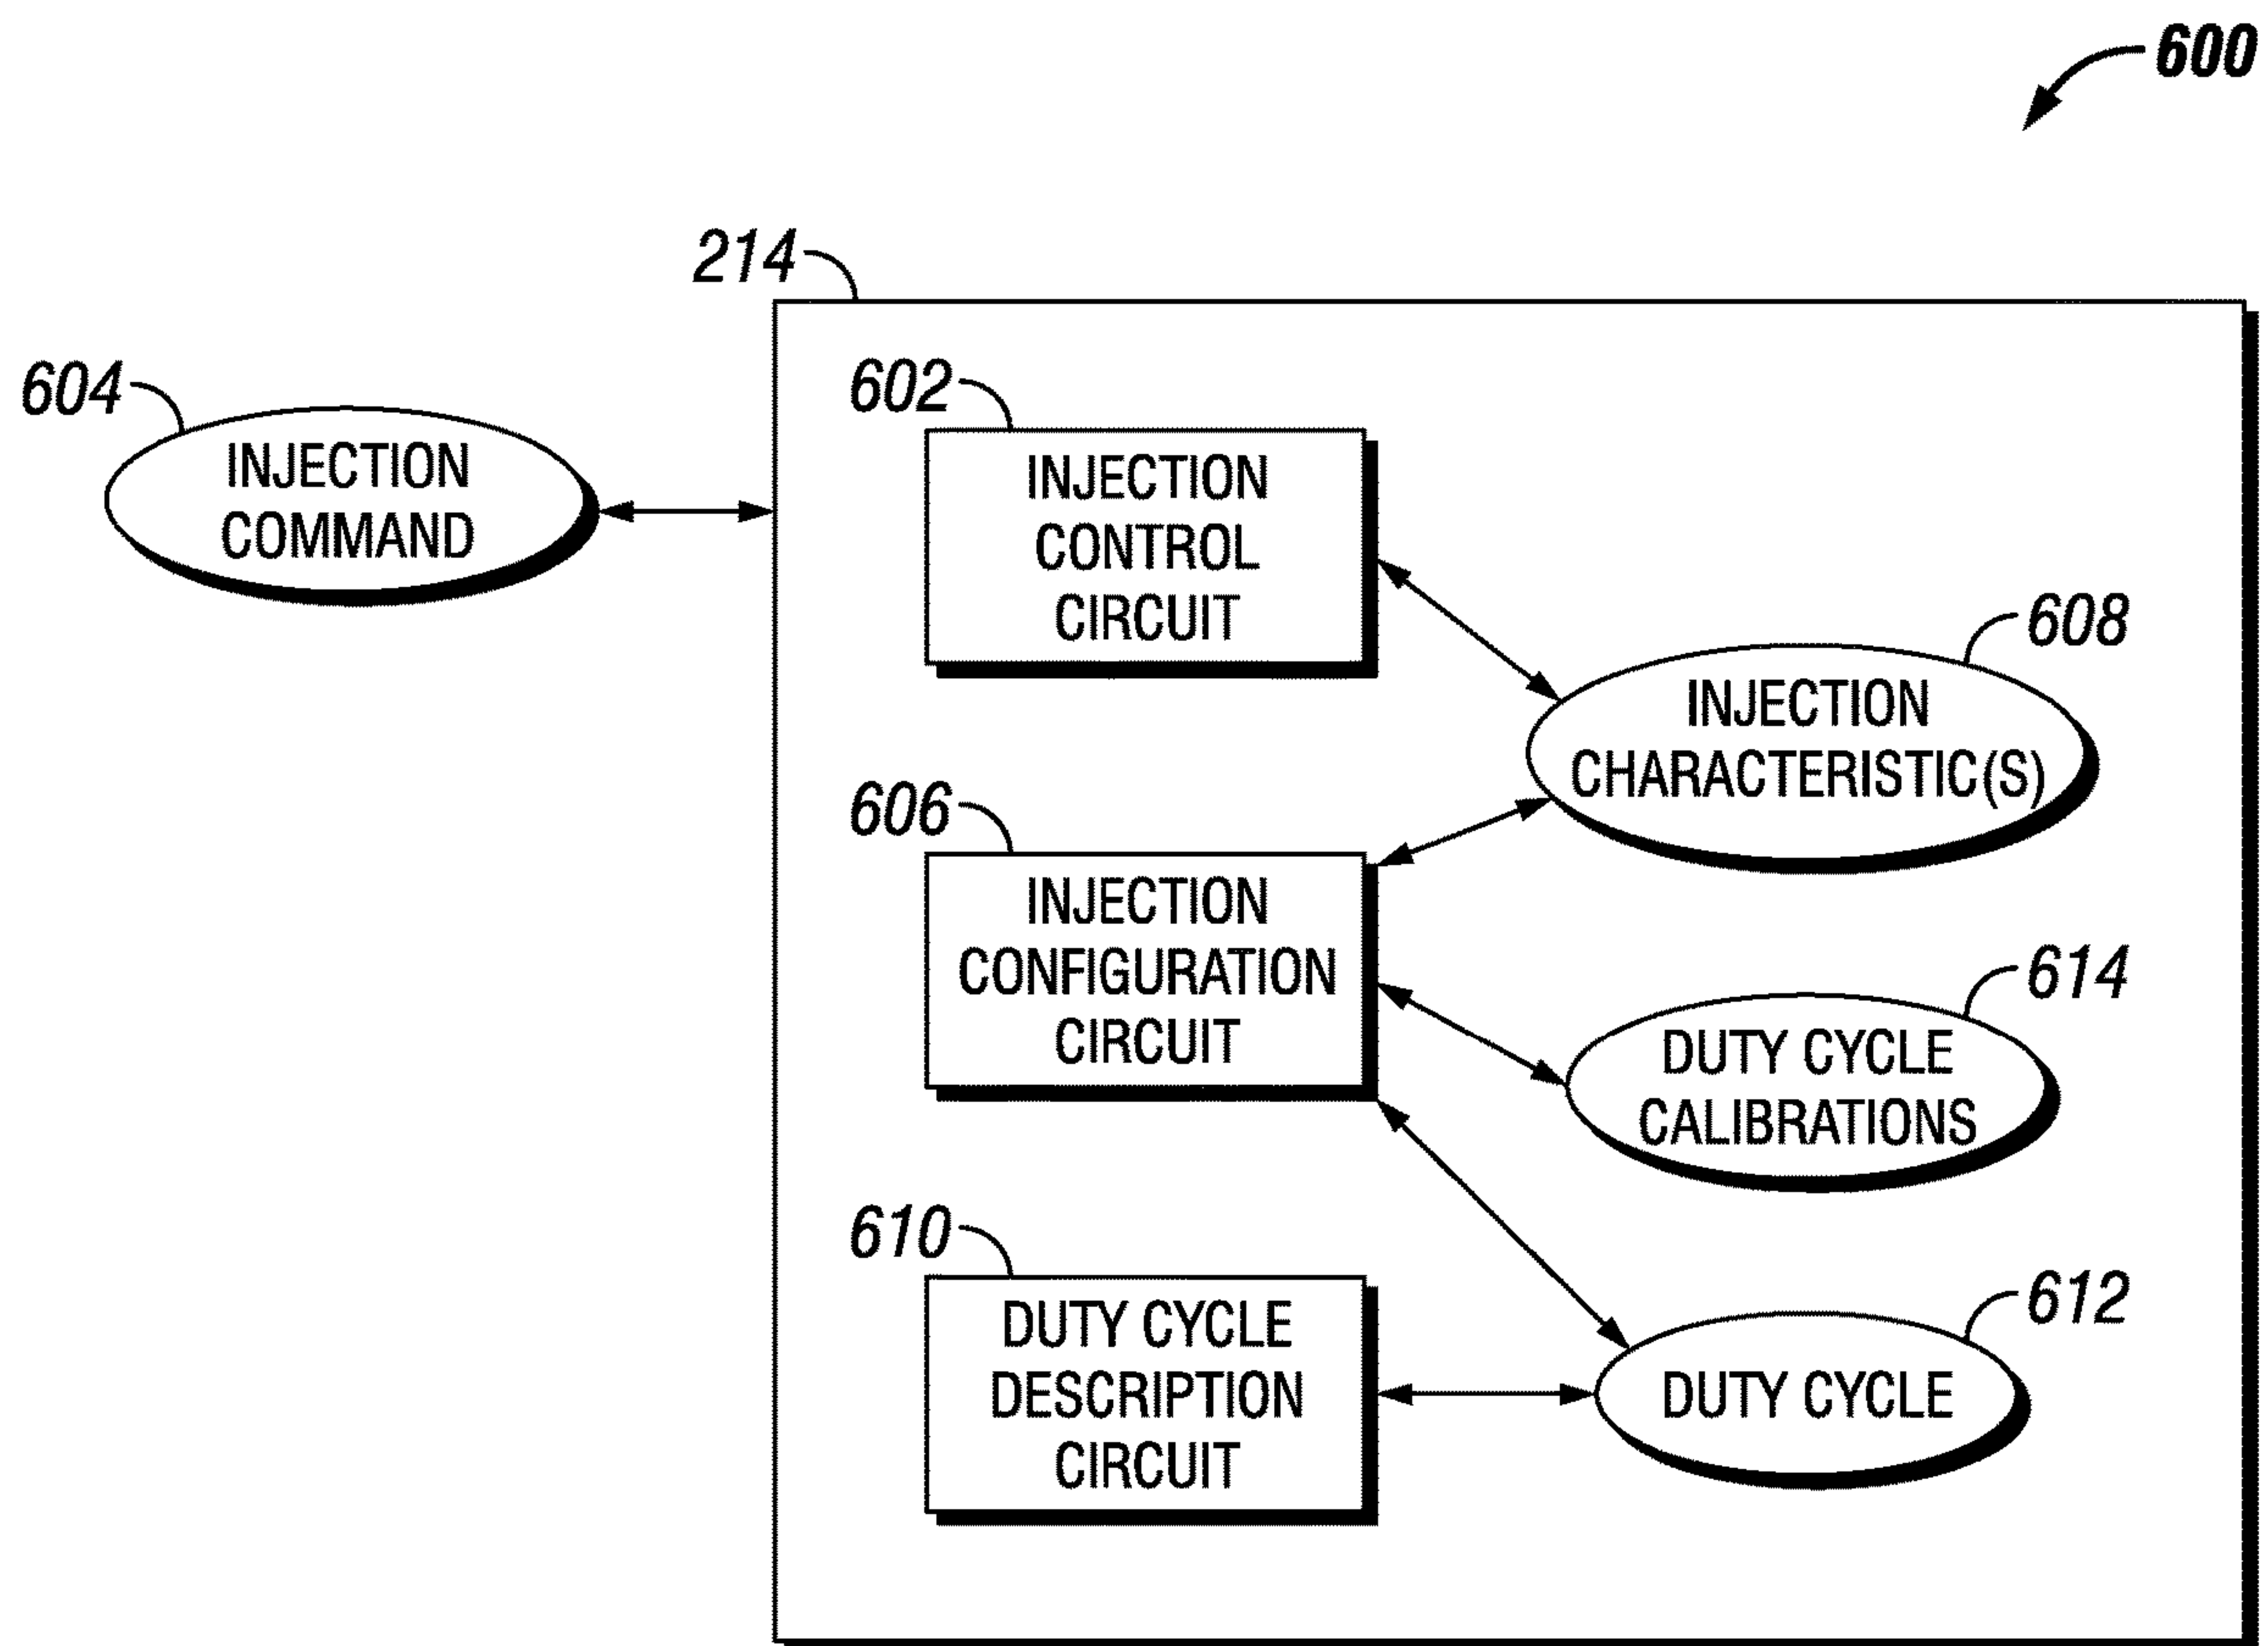 600
214
604
INJECTION
COMMAND
602
INJECTION
CONTROL
CIRCUIT
608
INJECTION
CHARACTERISTIC(S)
606
INJECTION
CONFIGURATION
CIRCUIT
614
DUTY CYCLE
CALIBRATIONS
610
DUTY CYCLE
DESCRIPTION
CIRCUIT
612
DUTY CYCLE